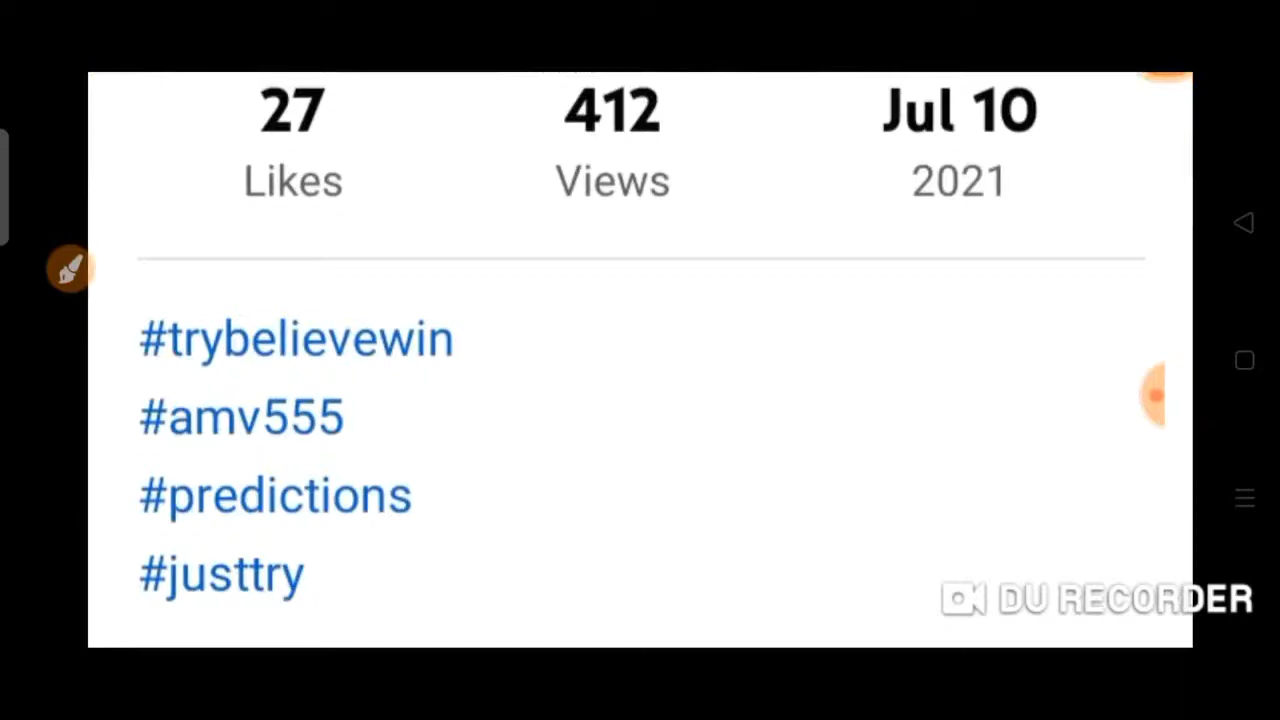 27 412 Jul 10
Likes Views 2021
#trybelievewin
#amv555
#predictions
#justtry
DU RECORDER